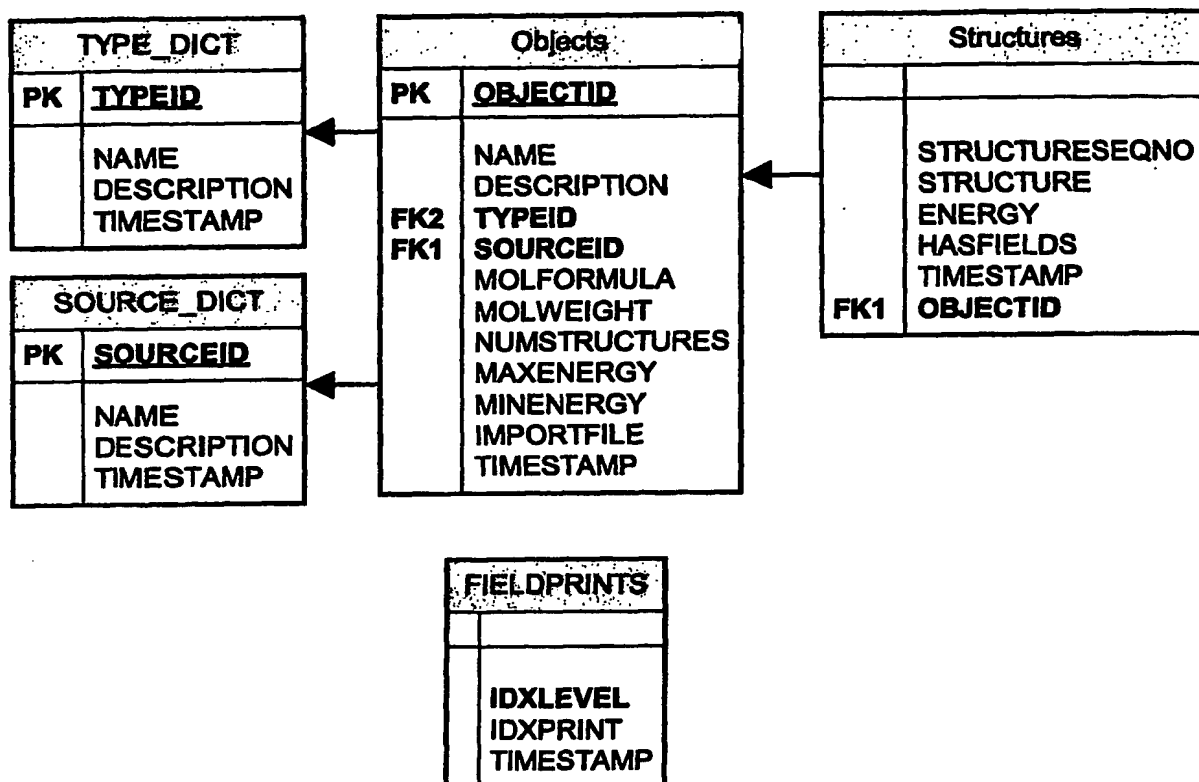 TYPE_DICT
PK TYPEID
NAME
DESCRIPTION
TIMESTAMP
SOURCE_DICT
PK SOURCEID
NAME
DESCRIPTION
TIMESTAMP
Objects
PK OBJECTID
NAME
DESCRIPTION
FK2 TYPEID
FK1 SOURCEID
MOLFORMULA
MOLWEIGHT
NUMSTRUCTURES
MAXENERGY
MINENERGY
IMPORTFILE
TIMESTAMP
Structures
STRUCTURESEQNO
STRUCTURE
ENERGY
HASFIELDS
TIMESTAMP
FK1 OBJECTID
FIELDPRINTS
IDXLEVEL
IDXPRINT
TIMESTAMP